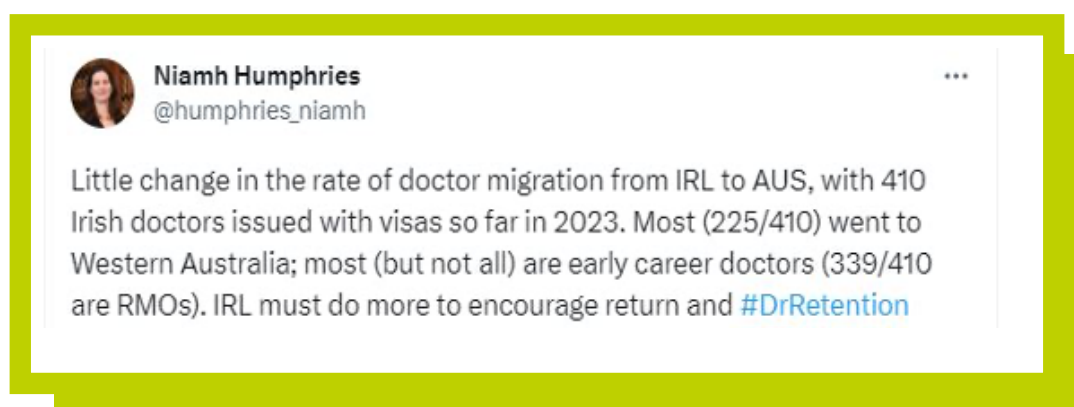 Niamh Humphries
@humphries_niamh
Little change in the rate of doctor migration from IRL to AUS, with 410
Irish doctors issued with visas so far in 2023. Most (225/410) went to
Western Australia; most (but not all) are early career doctors (339/410
are RMOs). IRL must do more to encourage return and #DrRetention